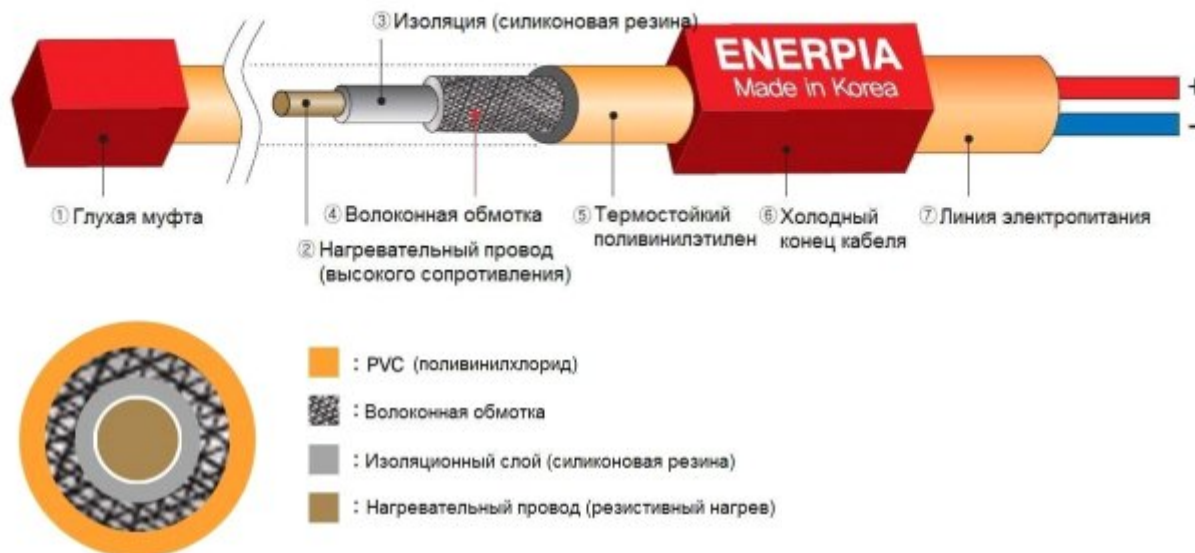 ③ Изоляция (силиконовая резина)
ENERPIA
Made in Korea
+
-
① Глухая муфта
④ Волоконная обмотка
② Нагревательный провод
(высокого сопротивления)
⑤ Термостойкий
поливинилэтилен
⑥ Холодный
конец кабеля
⑦ Линия электропитания
: PVC (поливинилхлорид)
: Волоконная обмотка
: Изоляционный слой (силиконовая резина)
: Нагревательный провод (резистивный нагрев)